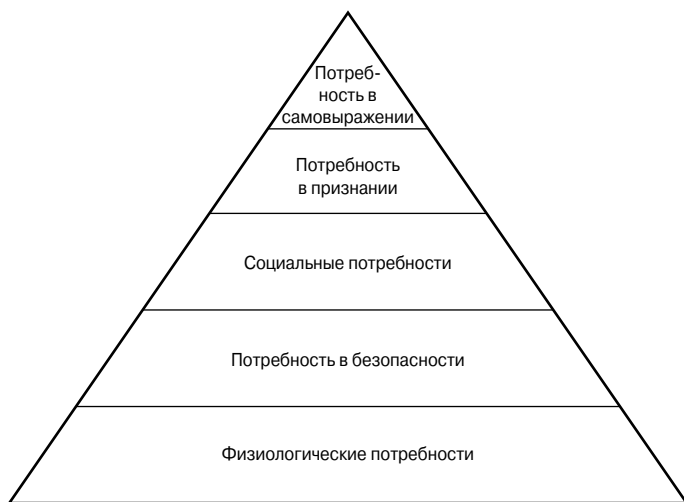 Потреб-
ность в
самовыражении
Потребность
в признании
Социальные потребности
Потребность в безопасности
Физиологические потребности